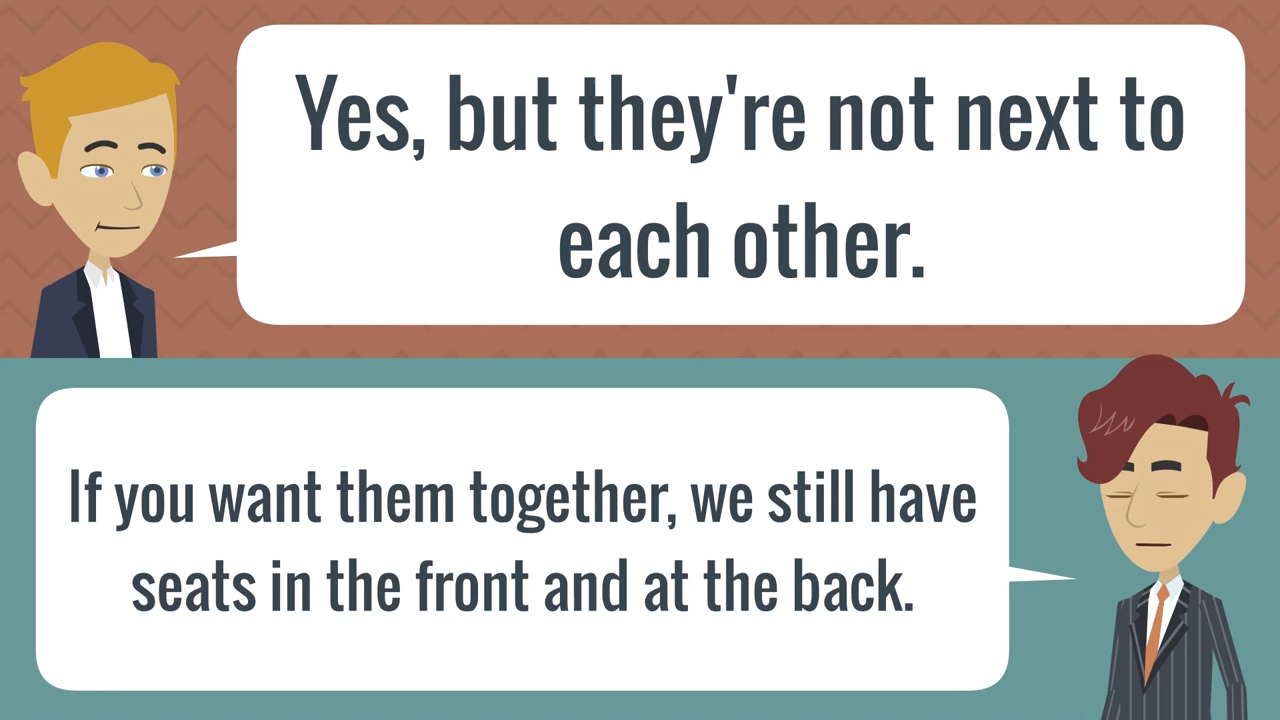 Yes, but they're not next to
each other.
If you want them together, we still have
seats in the front and at the back.